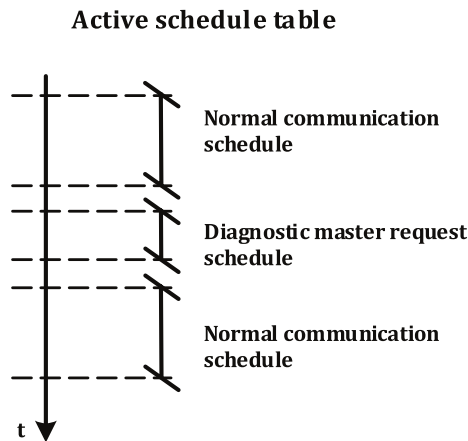 Active schedule table
Normal communication
schedule
Diagnostic master request
schedule
Normal communication
schedule
t